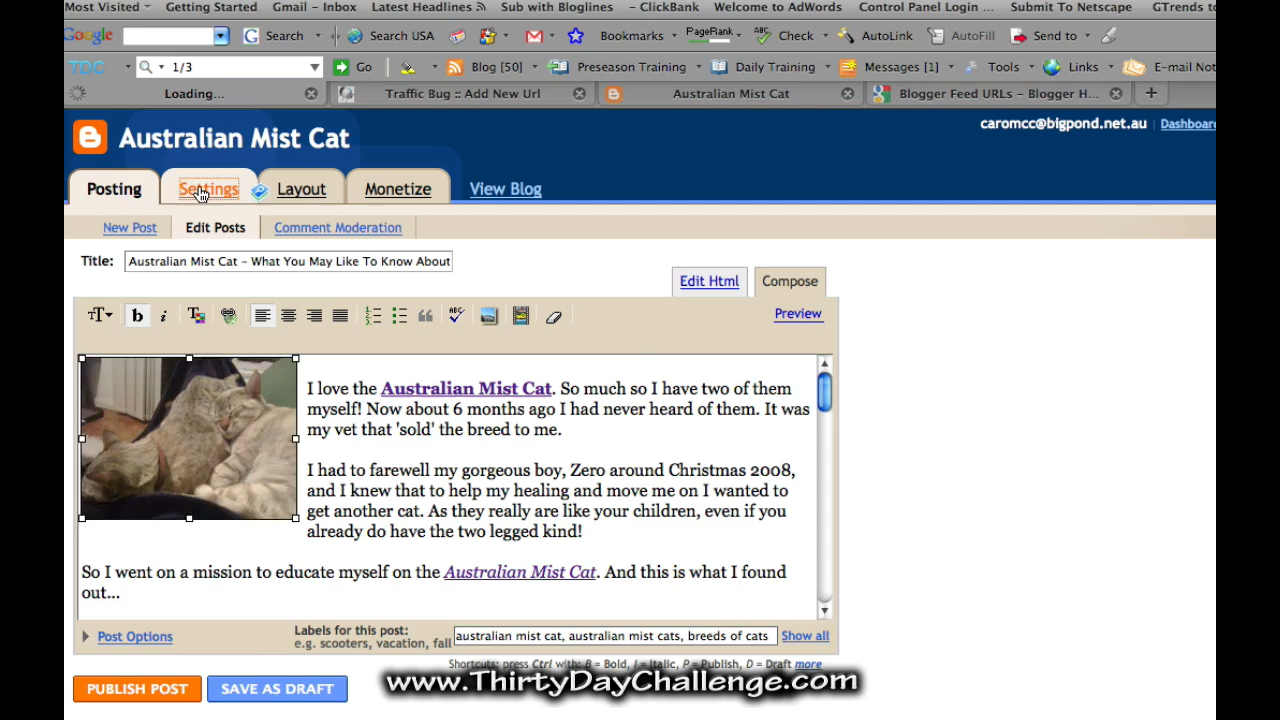 Most Visited Getting Started Gmail - Inbox Latest Headlines Sub with Bloglines - ClickBank Welcome to AdWords Control Panel Login ... Submit To Netscape GTrends to
Google G Search Search USA Bookmarks PageRank ABC Check AutoLink AutoFill Send to
TDC 1/3 Go Blog [50] Preseason Training Daily Training Messages [1] Tools Links E-mail Not
Loading... Traffic Bug :: Add New Url Australian Mist Cat Blogger Feed URLs - Blogger H... +
Australian Mist Cat
caromcc@bigpond.net.au | Dashboar
Posting Settings Layout Monetize View Blog
New Post Edit Posts Comment Moderation
Title: Australian Mist Cat – What You May Like To Know About
Edit Html Compose
TT b i T ABC Preview
I love the Australian Mist Cat. So much so I have two of them
myself! Now about 6 months ago I had never heard of them. It was
my vet that 'sold' the breed to me.
I had to farewell my gorgeous boy, Zero around Christmas 2008,
and I knew that to help my healing and move me on I wanted to
get another cat. As they really are like your children, even if you
already do have the two legged kind!
So I went on a mission to educate myself on the Australian Mist Cat. And this is what I found
out...
Post Options Labels for this post:
e.g. scooters, vacation, fall australian mist cat, australian mist cats, breeds of cats Show all
Shortcuts: press Ctrl with: B = Bold, I = Italic, P = Publish, D = Draft more
PUBLISH POST SAVE AS DRAFT
www.ThirtyDayChallenge.com